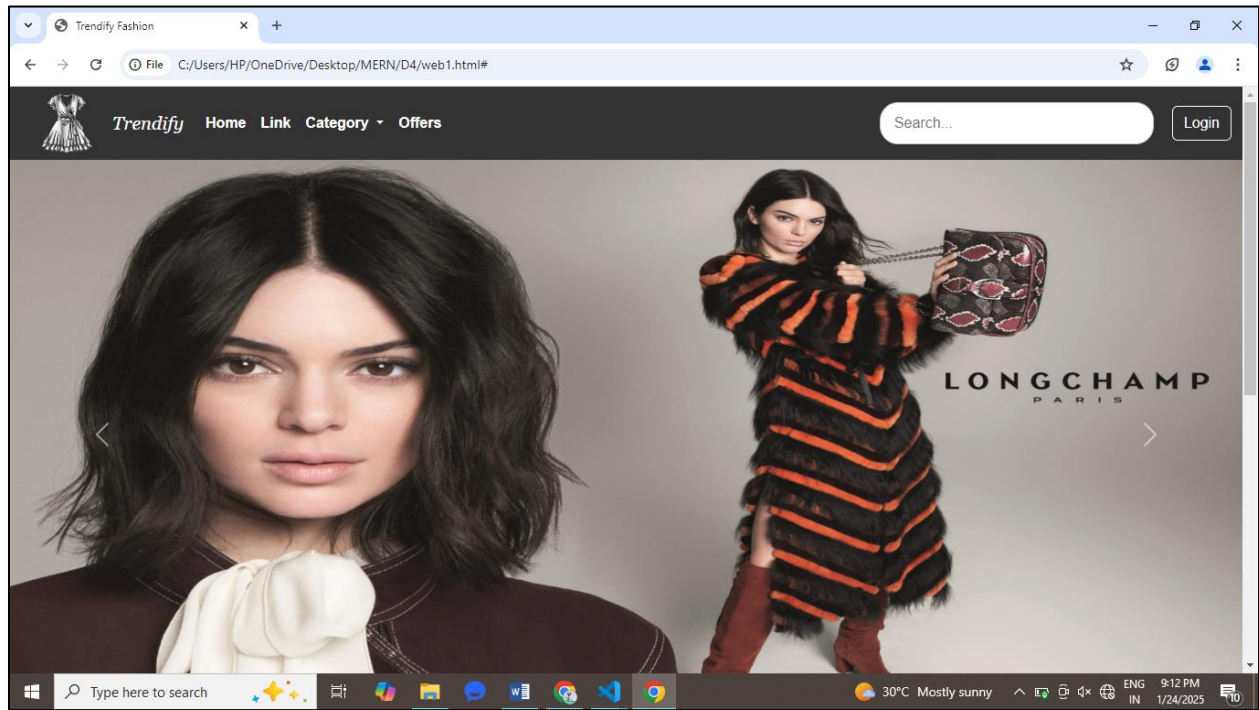 Trendify Fashion
File C:/Users/HP/OneDrive/Desktop/MERN/D4/web1.html#
Trendify Home Link Category Offers Search... Login
LONGCHAMP
PARIS
Type here to search 30°C Mostly sunny ENG 9:12 PM
IN 1/24/2025 10